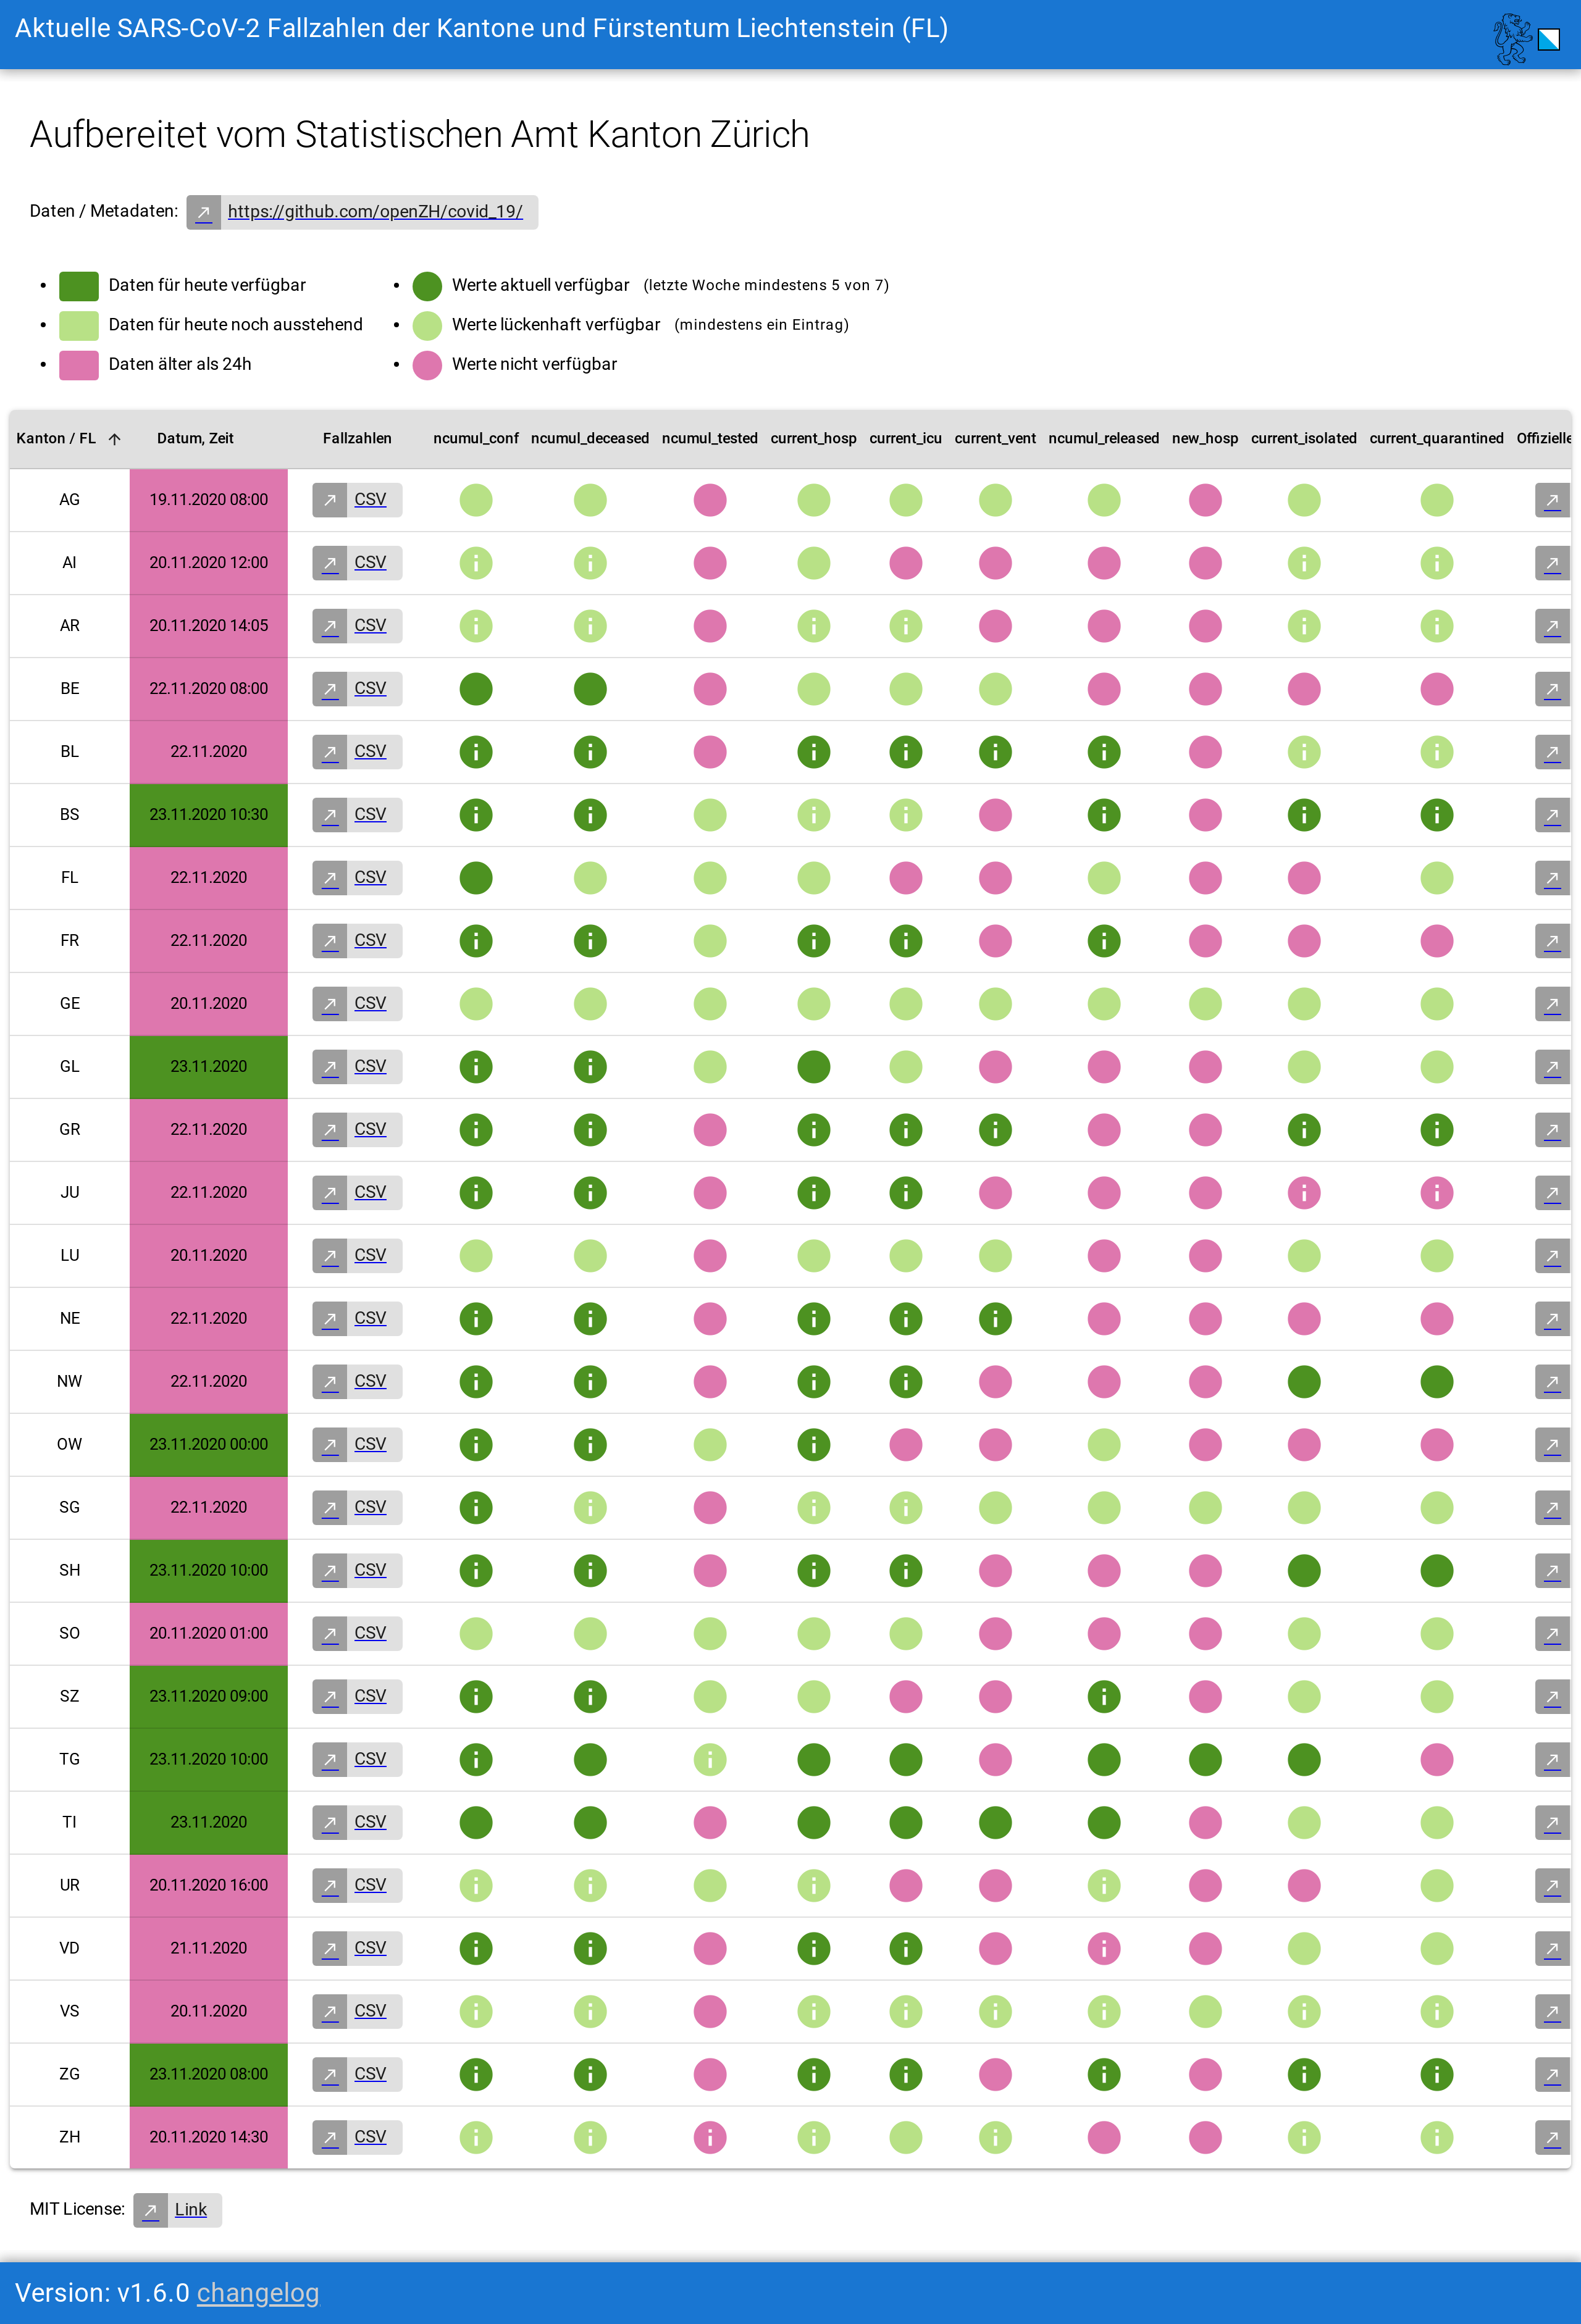 Aktuelle SARS-CoV-2 Fallzahlen der Kantone und Fürstentum Liechtenstein (FL)
Aufbereitet vom Statistischen Amt Kanton Zürich
Daten / Metadaten: https://github.com/openZH/covid_19/
Daten für heute verfügbar
Daten für heute noch ausstehend
Daten älter als 24h
Werte aktuell verfügbar (letzte Woche mindestens 5 von 7)
Werte lückenhaft verfügbar (mindestens ein Eintrag)
Werte nicht verfügbar
Kanton / FL Datum, Zeit Fallzahlen ncumul_conf ncumul_deceased ncumul_tested current_hosp current_icu current_vent ncumul_released new_hosp current_isolated current_quarantined Offizielle
AG 19.11.2020 08:00 CSV
AI 20.11.2020 12:00 CSV
AR 20.11.2020 14:05 CSV
BE 22.11.2020 08:00 CSV
BL 22.11.2020 CSV
BS 23.11.2020 10:30 CSV
FL 22.11.2020 CSV
FR 22.11.2020 CSV
GE 20.11.2020 CSV
GL 23.11.2020 CSV
GR 22.11.2020 CSV
JU 22.11.2020 CSV
LU 20.11.2020 CSV
NE 22.11.2020 CSV
NW 22.11.2020 CSV
OW 23.11.2020 00:00 CSV
SG 22.11.2020 CSV
SH 23.11.2020 10:00 CSV
SO 20.11.2020 01:00 CSV
SZ 23.11.2020 09:00 CSV
TG 23.11.2020 10:00 CSV
TI 23.11.2020 CSV
UR 20.11.2020 16:00 CSV
VD 21.11.2020 CSV
VS 20.11.2020 CSV
ZG 23.11.2020 08:00 CSV
ZH 20.11.2020 14:30 CSV
MIT License: Link
Version: v1.6.0 changelog